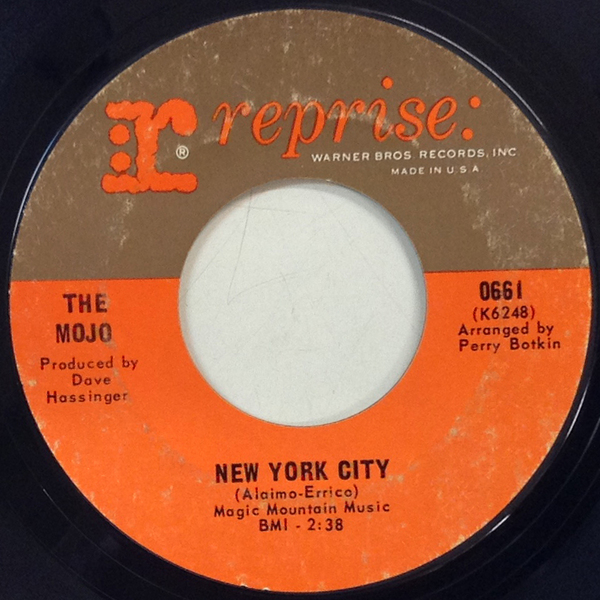 r® reprise:
WARNER BROS RECORDS, INC.
MADE IN U S A
THE
MOJO
Produced by
Dave
Hassinger
0661
(K6248)
Arranged by
Perry Botkin
NEW YORK CITY
(Alaimo-Errico)
Magic Mountain Music
BMI - 2:38